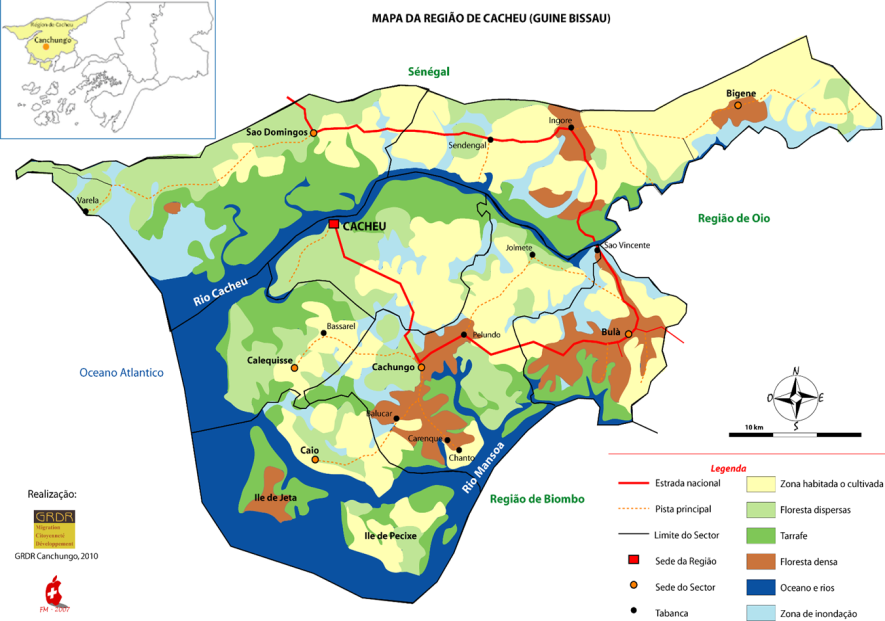 MAPA DA REGIÃO DE CACHEU (GUINE BISSAU)
Région de Cacheu
Canchungo
Sénégal
Bigene
Ingore
Sao Domingos
Sendengal
Varela
Região de Oio
CACHEU
Sao Vincente
Jolmete
Rio Cacheu
Bassarel
Pelundo
Bulà
Oceano Atlantico
Calequisse
Cachungo
Balucar
Carenque
Chanto
Caio
Rio Mansoa
Região de Biombo
Ile de Jeta
Ile de Pecixe
N
O
E
S
10 km
Legenda
Estrada nacional
Pista principal
Limite do Sector
Sede da Região
Sede do Sector
Tabanca
Zona habitada o cultivada
Floresta dispersas
Tarrafe
Floresta densa
Oceano e rios
Zona de inondação
Realização:
GRDR
Migration
Citoyenneté
Développement
GRDR Canchungo, 2010
FM - 2007